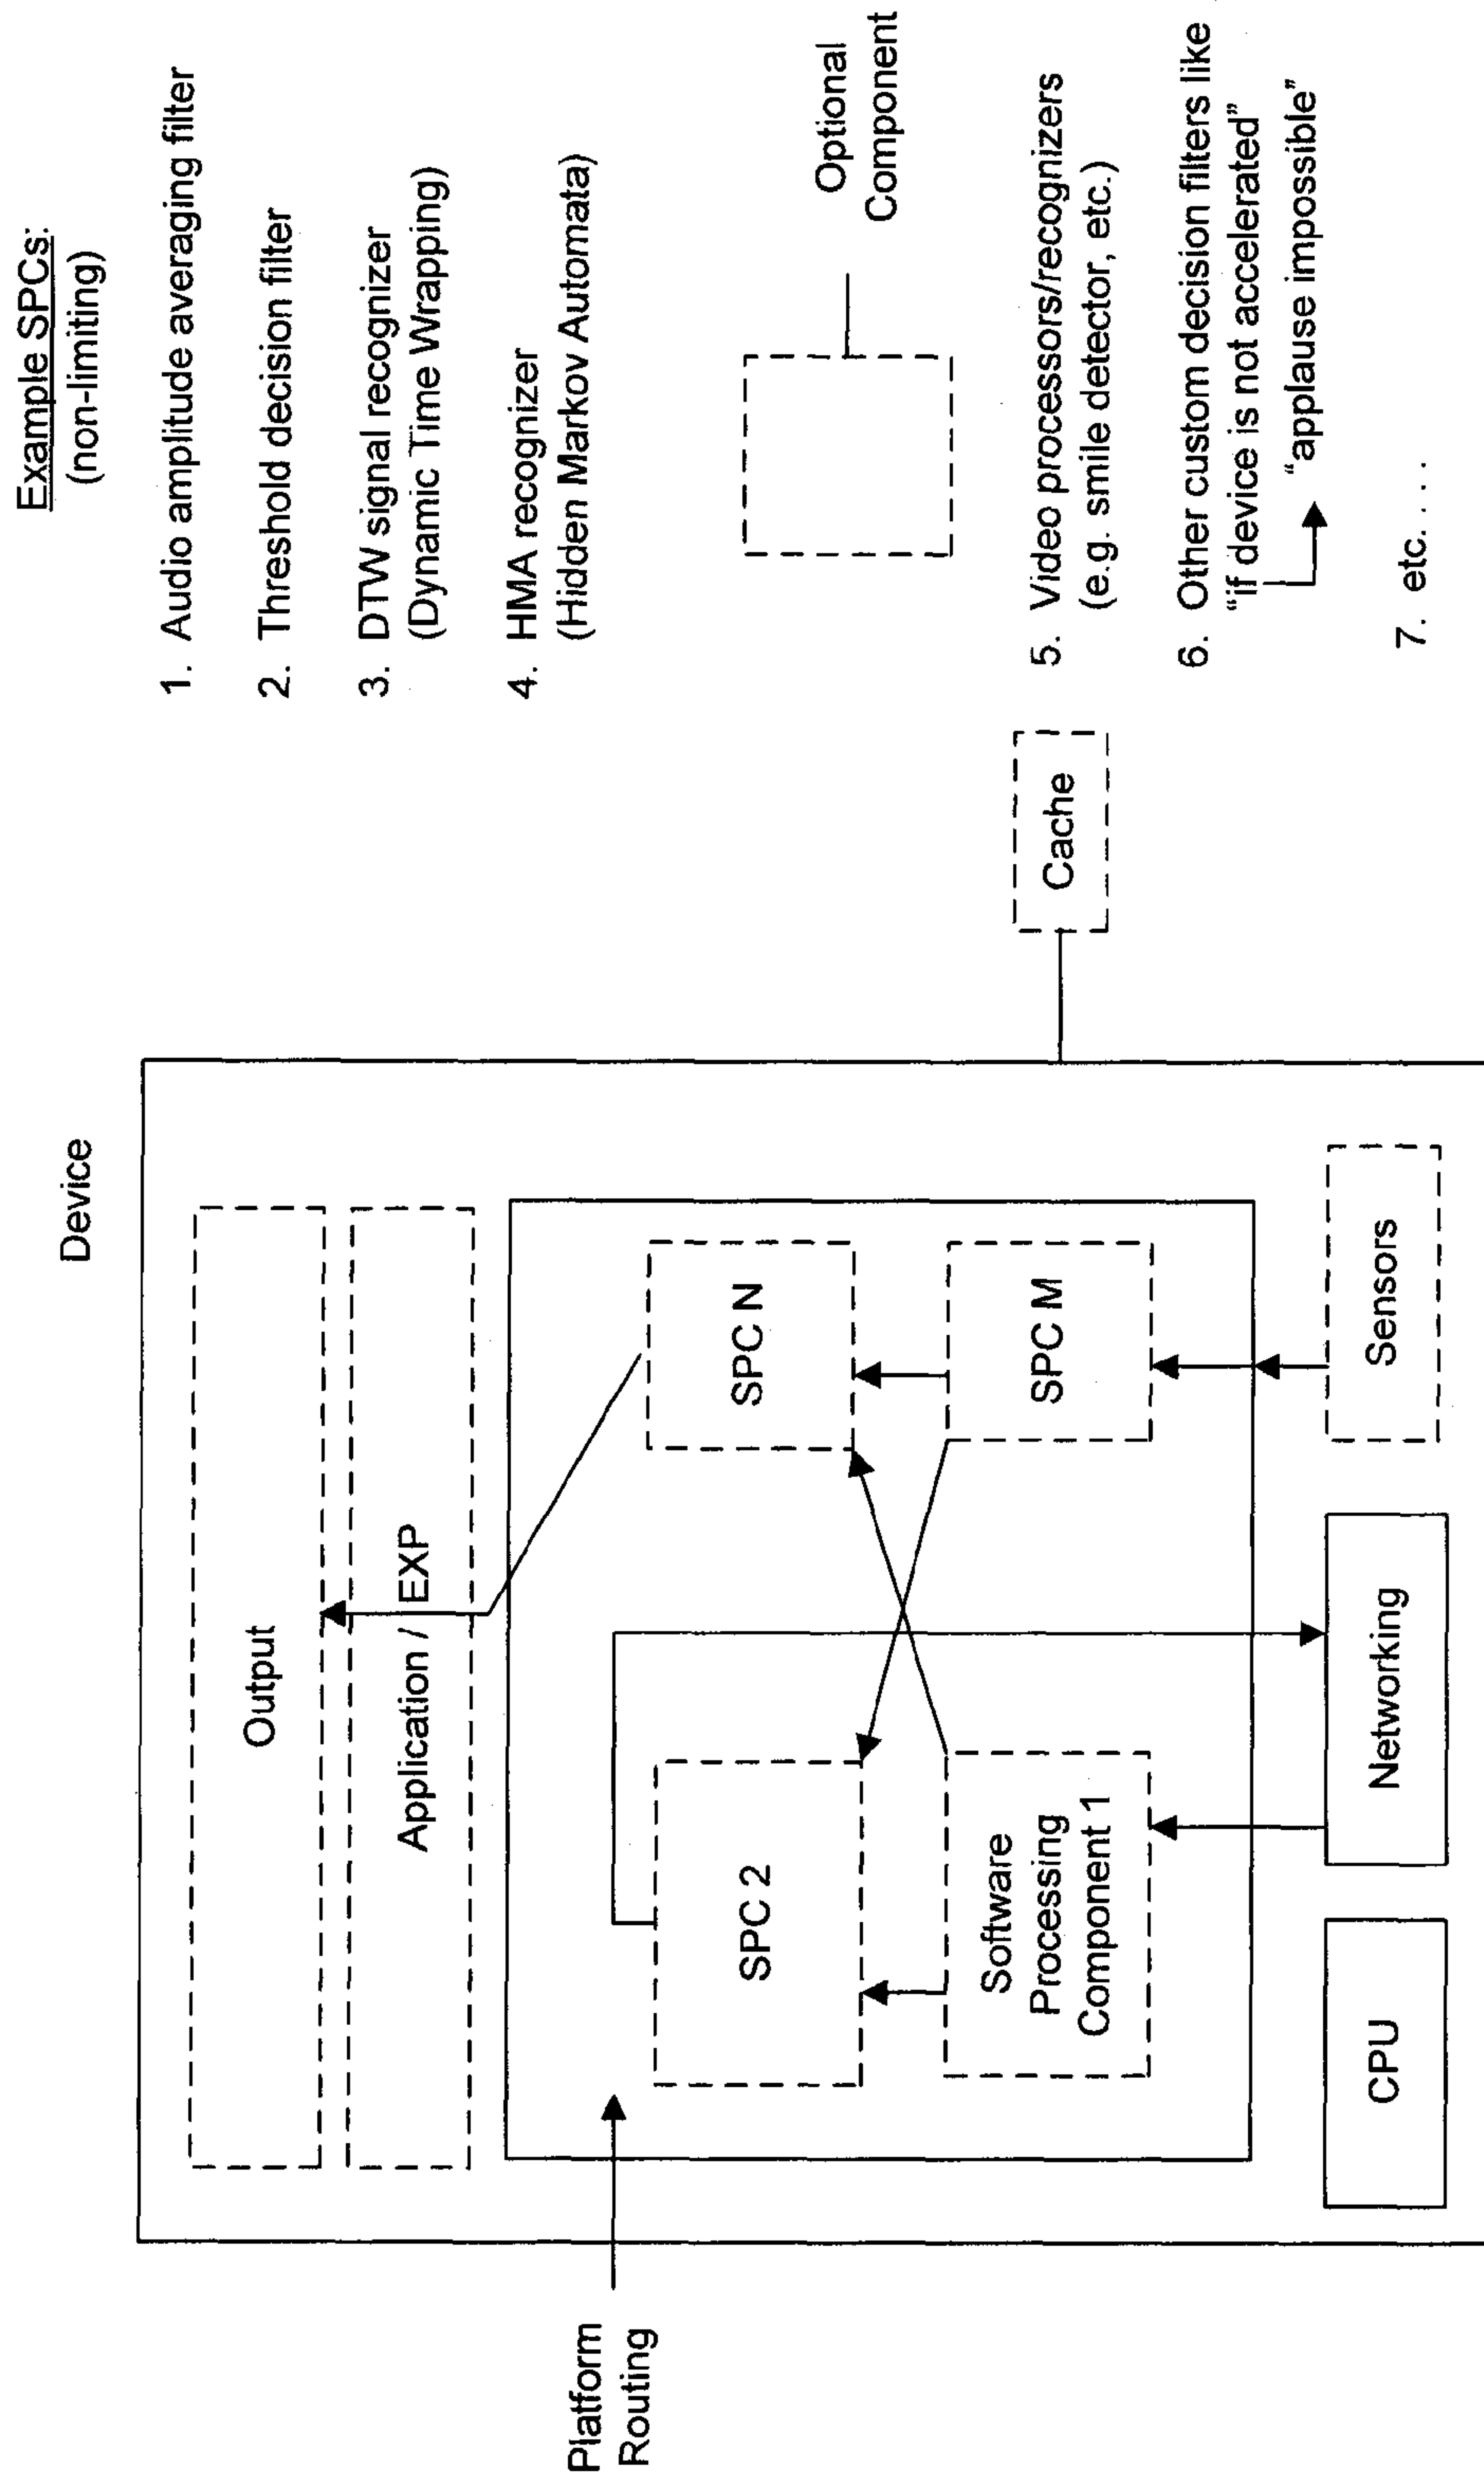 Device
Output
Application / EXP
Platform
Routing
SPC 2
SPC N
Software
Processing
Component 1
SPC M
CPU
Networking
Sensors
Cache
Example SPCs:
(non-limiting)
1. Audio amplitude averaging filter
2. Threshold decision filter
3. DTW signal recognizer
(Dynamic Time Wrapping)
4. HMA recognizer
(Hidden Markov Automata)
Optional
Component
5. Video processors/recognizers
(e.g. smile detector, etc.)
6. Other custom decision filters like
“if device is not accelerated”
“applause impossible”
7. etc. . . .